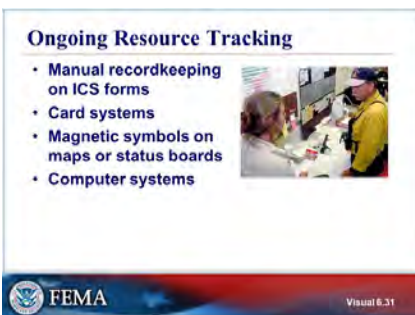 Ongoing Resource Tracking
• Manual recordkeeping
on ICS forms
• Card systems
• Magnetic symbols on
maps or status boards
• Computer systems
FEMA
Visual 6.31